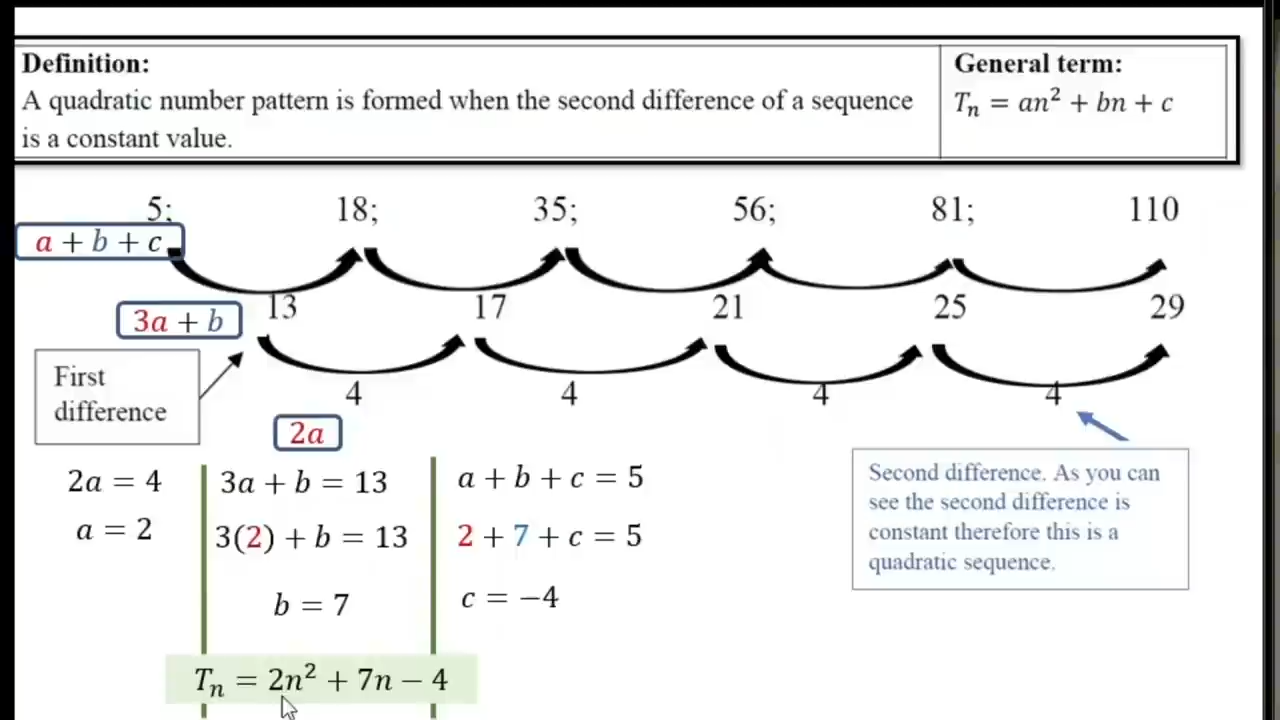 Definition:
A quadratic number pattern is formed when the second difference of a sequence
is a constant value.
General term:
Tₙ = an² + bn + c
5; 18; 35; 56; 81; 110
a + b + c
13 17 21 25 29
3a + b
First
difference
4 4 4 4
2a
2a = 4
a = 2
3a + b = 13
3(2) + b = 13
b = 7
a + b + c = 5
2 + 7 + c = 5
c = −4
Second difference. As you can
see the second difference is
constant therefore this is a
quadratic sequence.
Tₙ = 2n² + 7n − 4